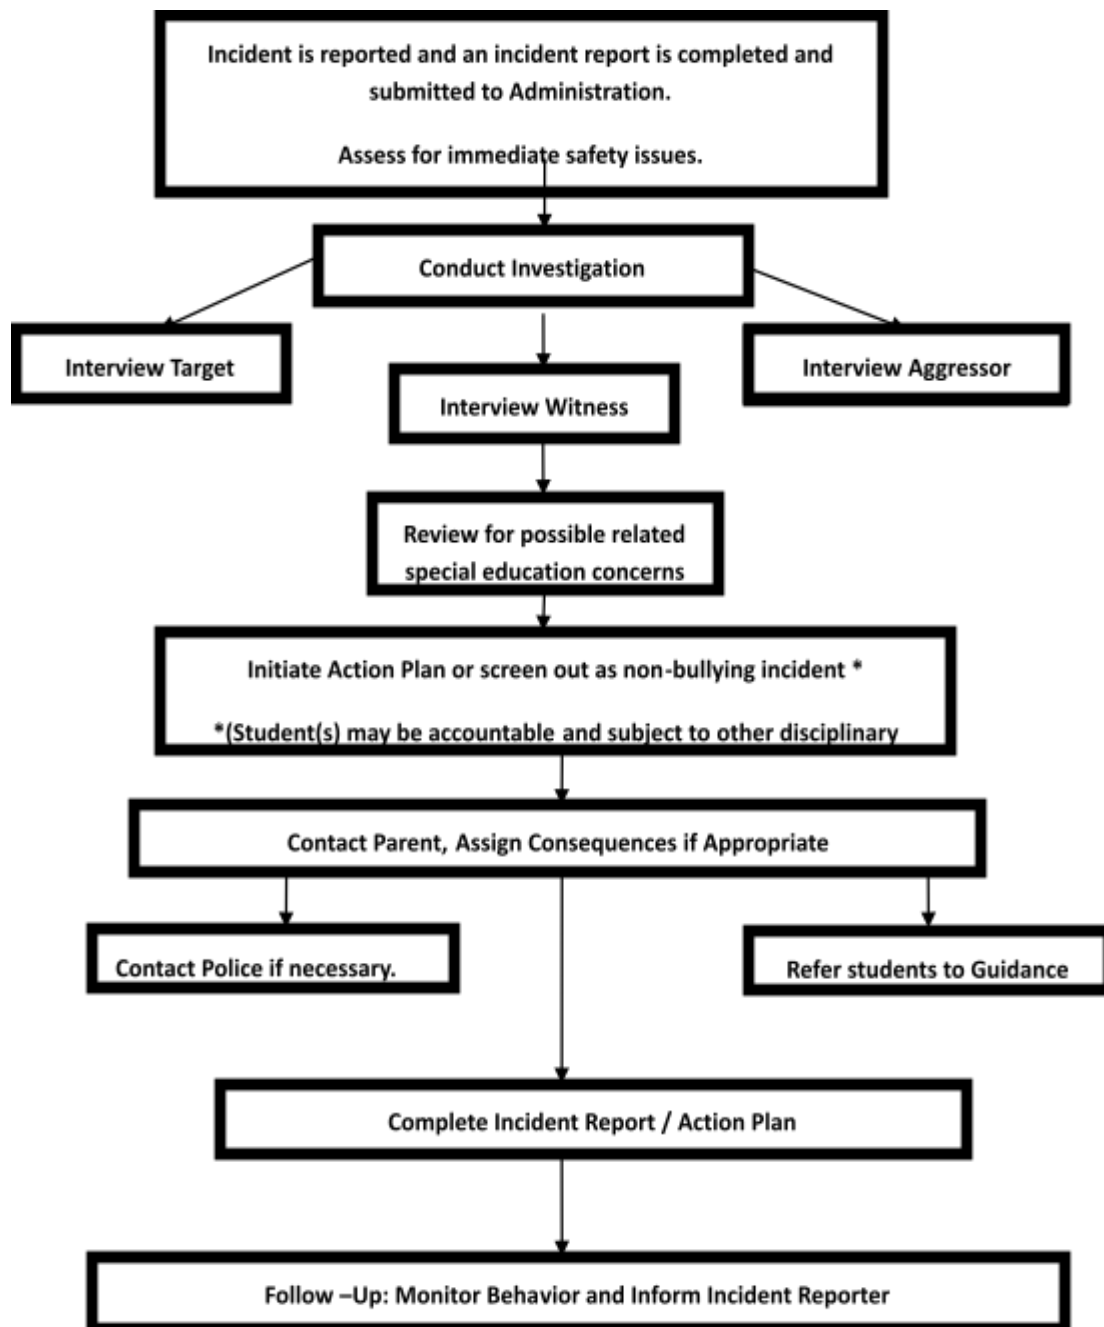 Incident is reported and an incident report is completed and
submitted to Administration.
Assess for immediate safety issues.
Conduct Investigation
Interview Target
Interview Aggressor
Interview Witness
Review for possible related
special education concerns
Initiate Action Plan or screen out as non-bullying incident *
*(Student(s) may be accountable and subject to other disciplinary
Contact Parent, Assign Consequences if Appropriate
Contact Police if necessary.
Refer students to Guidance
Complete Incident Report / Action Plan
Follow –Up: Monitor Behavior and Inform Incident Reporter